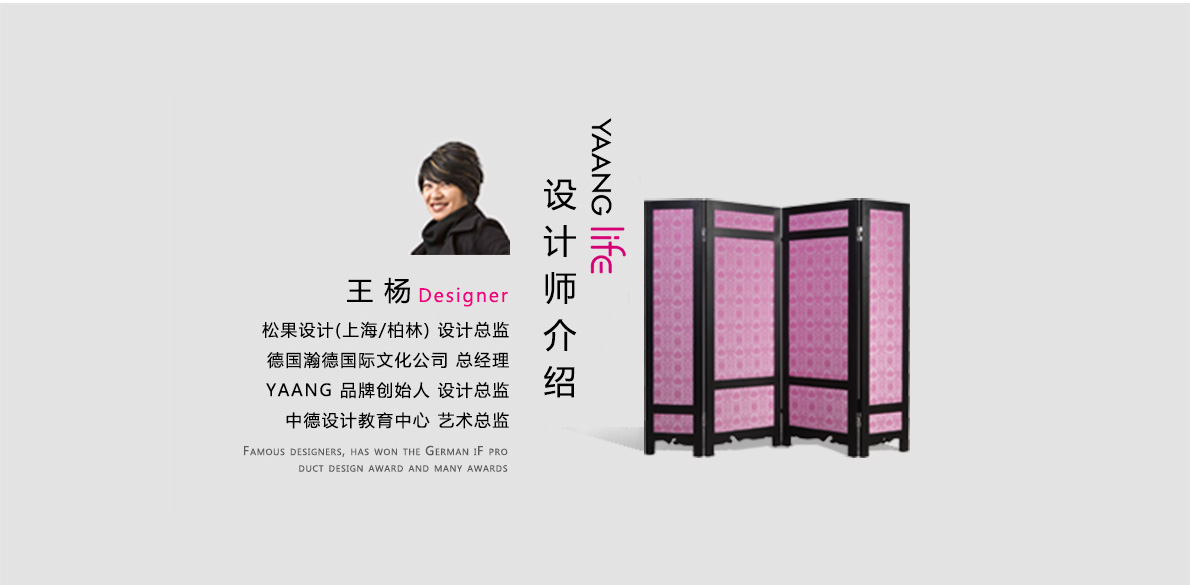 YAANG life
设计师介绍
王 杨 Designer
松果设计(上海/柏林) 设计总监
德国瀚德国际文化公司 总经理
YAANG 品牌创始人 设计总监
中德设计教育中心 艺术总监
FAMOUS DESIGNERS, HAS WON THE GERMAN IF PRO
DUCT DESIGN AWARD AND MANY AWARDS